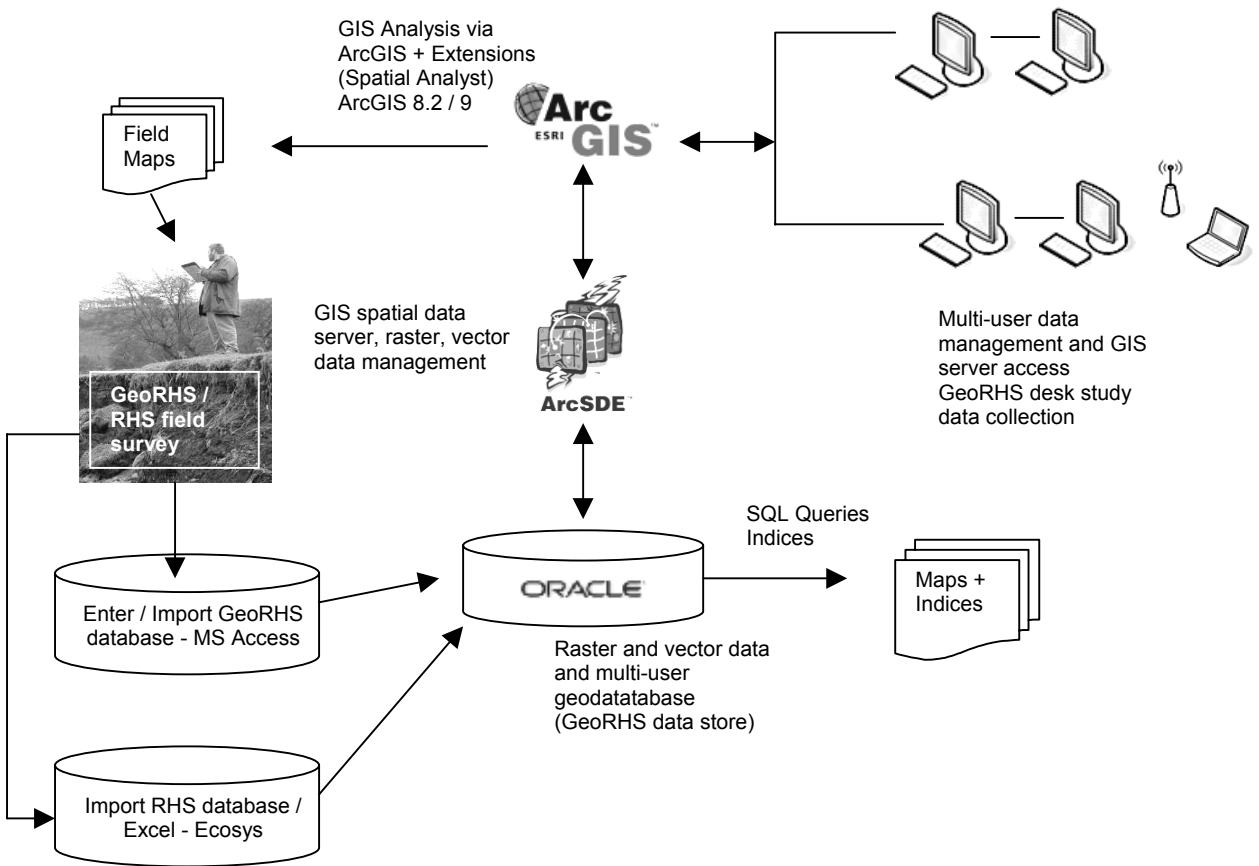 GIS Analysis via
ArcGIS + Extensions
(Spatial Analyst)
ArcGIS 8.2 / 9
Arc
ESRI GIS™
Field
Maps
GIS spatial data
server, raster, vector
data management
ArcSDE™
Multi-user data
management and GIS
server access
GeoRHS desk study
data collection
GeoRHS /
RHS field
survey
SQL Queries
Indices
Enter / Import GeoRHS
database - MS Access
ORACLE
Maps +
Indices
Raster and vector data
and multi-user
geodatatabase
(GeoRHS data store)
Import RHS database /
Excel - Ecosys